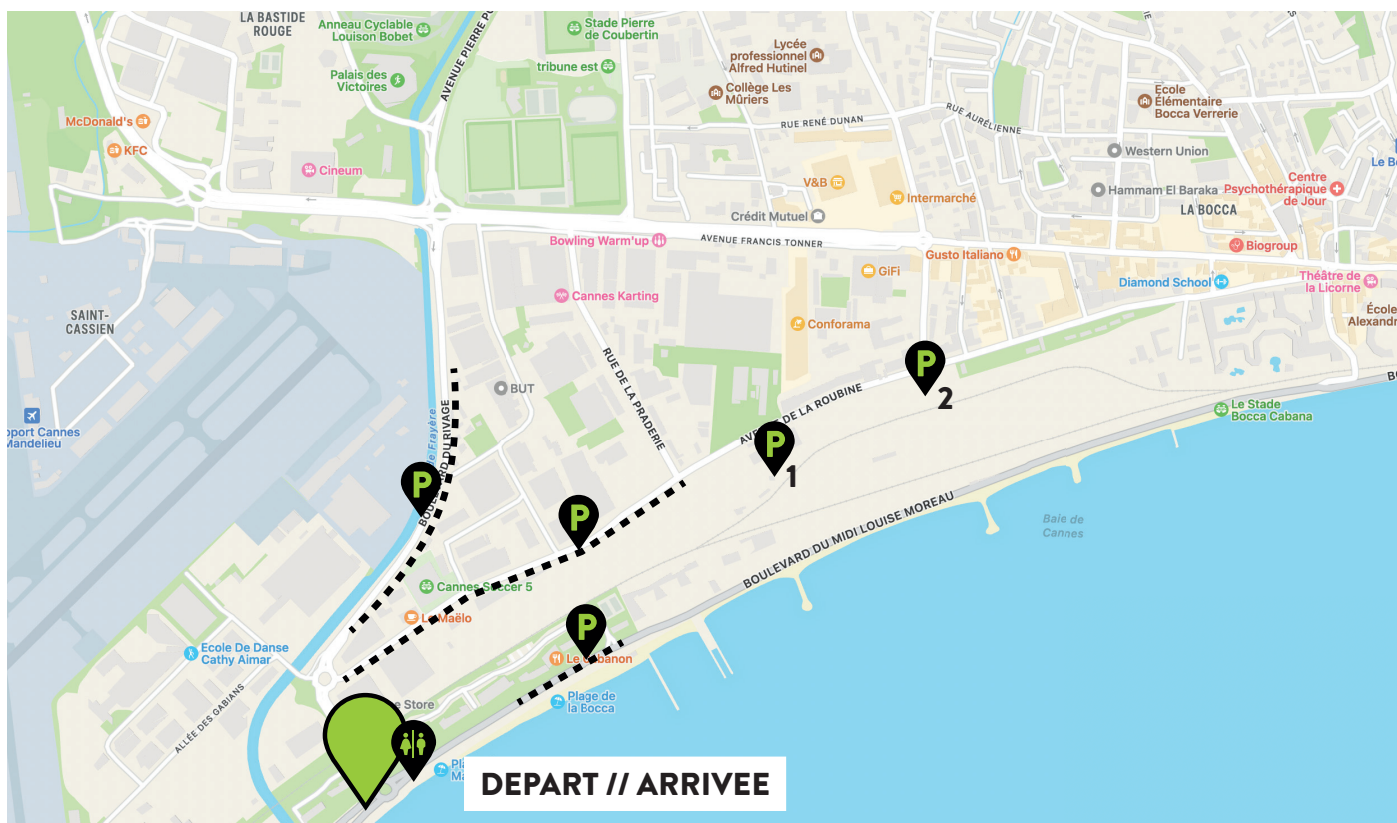 LA BASTIDE
ROUGE
Anneau Cyclable
Louison Bobet
AVENUE PIERRE
Stade Pierre
de Coubertin
tribune est
Lycée
professionnel
Alfred Hutinel
Collège Les
Mûriers
Palais des
Victoires
McDonald's
KFC
Cineum
RUE RENÉ DUNAN
RUE AURÉLIENNE
Ecole
Élémentaire
Bocca Verrerie
Western Union
Hammam El Baraka
Centre
Psychothérapique
de Jour
LA BOCCA
V&B
Intermarché
Crédit Mutuel
Bowling Warm'up
AVENUE FRANCIS TONNER
Gusto Italiano
Biogroup
GiFi
Diamond School
Théâtre de
la Licorne
École
Cannes Karting
Conforama
SAINT-
CASSIEN
RUE DE LA PRADERIE
BUT
P
2
AVENUE DE LA ROUBINE
P
1
Le Stade
Bocca Cabana
Cannes
Mandelieu
P
BOULEVARD DU RIVAGE
P
BOULEVARD DU MIDI LOUISE MOREAU
Baie de
Cannes
Cannes Soccer 5
Le Maëlo
P
Le Cabanon
Ecole De Danse
Cathy Aimar
Plage de
la Bocca
Store
ALLÉE DES GABIANS
DEPART // ARRIVEE